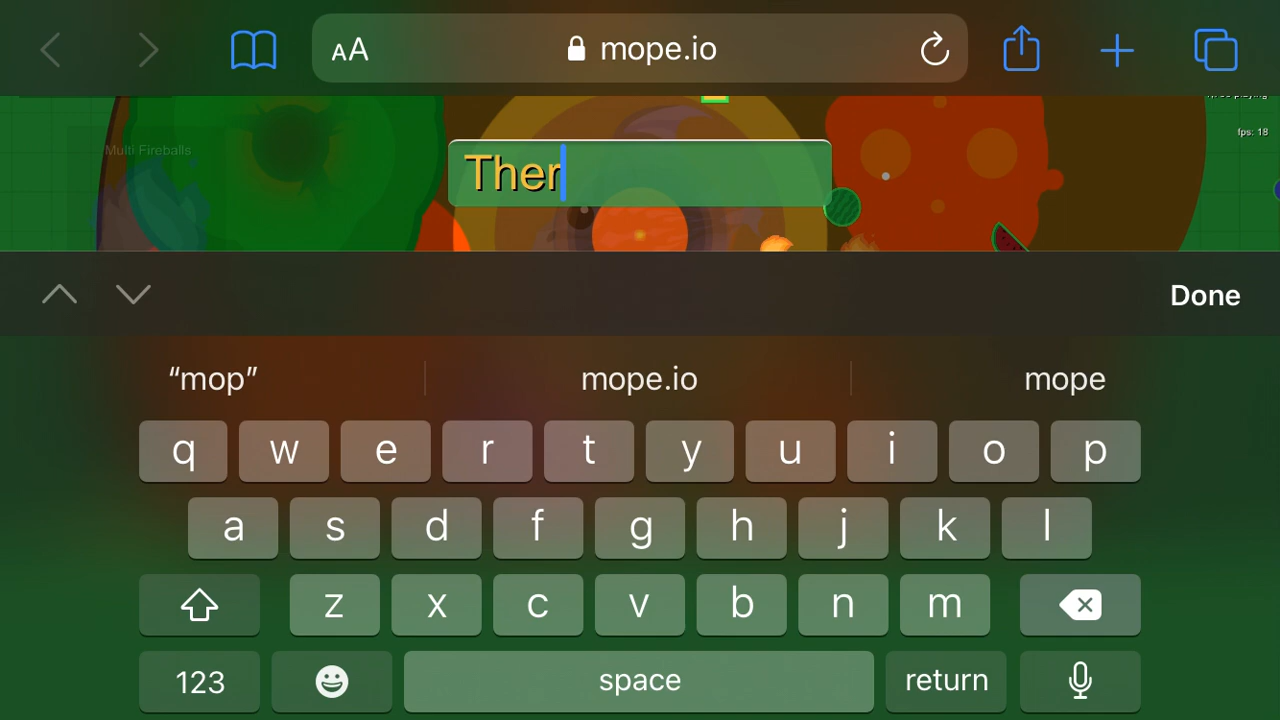 AA mope.io
fps: 18
Multi Fireballs
Ther
Done
“mop” mope.io mope
q w e r t y u i o p
a s d f g h j k l
z x c v b n m
123 space return